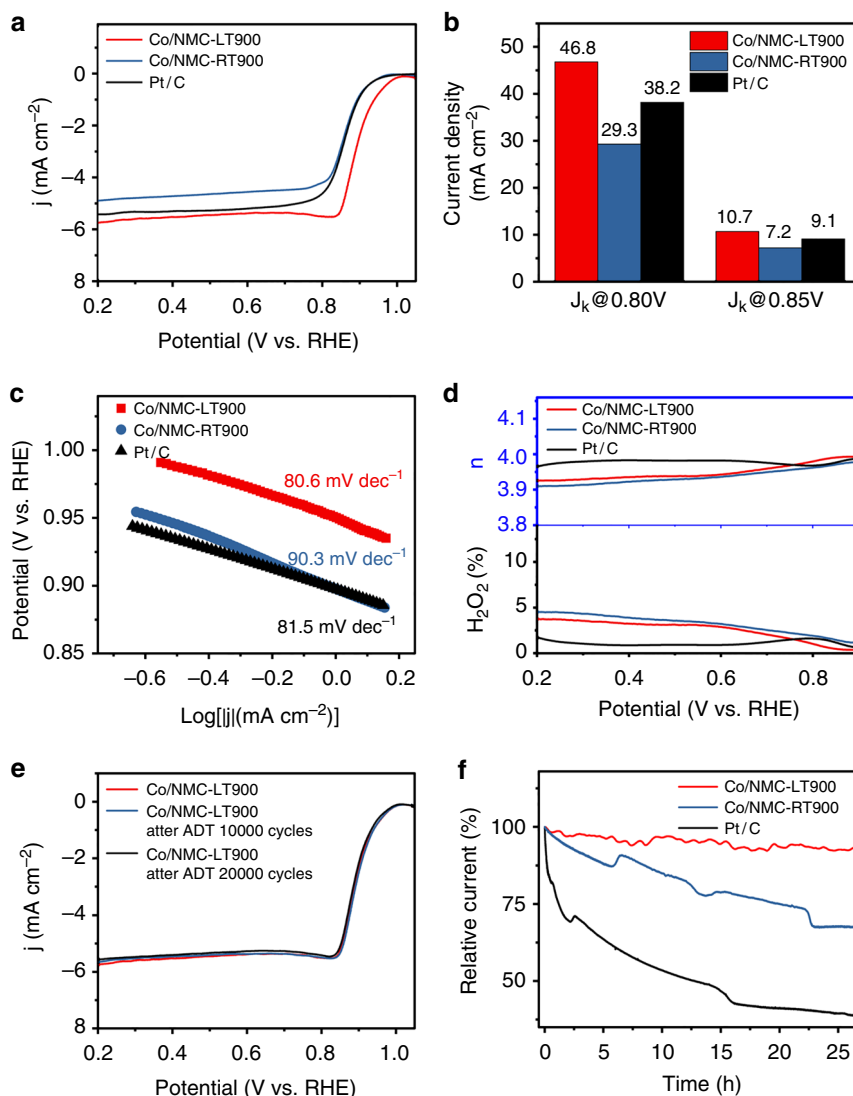 a
Co/NMC-LT900
Co/NMC-RT900
Pt/C
j (mA cm−2)
0
−2
−4
−6
8
0.2 0.4 0.6 0.8 1.0
Potential (V vs. RHE)
b
Co/NMC-LT900
Co/NMC-RT900
Pt/C
Current density
(mA cm−2)
50
40
30
20
10
0
46.8
29.3
38.2
10.7
7.2
9.1
Jk@0.80V Jk@0.85V
c
Co/NMC-LT900
Co/NMC-RT900
Pt/C
Potential (V vs. RHE)
1.00
0.95
0.90
0.85
80.6 mV dec−1
90.3 mV dec−1
81.5 mV dec−1
−0.6 −0.4 −0.2 0.0 0.2
Log[|j|(mA cm−2)]
d
Co/NMC-LT900
Co/NMC-RT900
Pt/C
n
4.1
4.0
3.9
3.8
H2O2 (%)
10
5
0
0.2 0.4 0.6 0.8
Potential (V vs. RHE)
e
Co/NMC-LT900
Co/NMC-LT900
atter ADT 10000 cycles
Co/NMC-LT900
atter ADT 20000 cycles
j (mA cm−2)
0
−2
−4
−6
8
0.2 0.4 0.6 0.8 1.0
Potential (V vs. RHE)
f
Co/NMC-LT900
Co/NMC-RT900
Pt/C
Relative current (%)
100
75
50
0 5 10 15 20 25
Time (h)